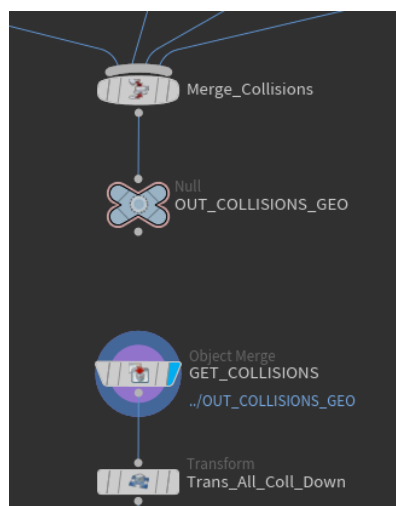 Merge_Collisions
Null
OUT_COLLISIONS_GEO
Object Merge
GET_COLLISIONS
../OUT_COLLISIONS_GEO
Transform
Trans_All_Coll_Down